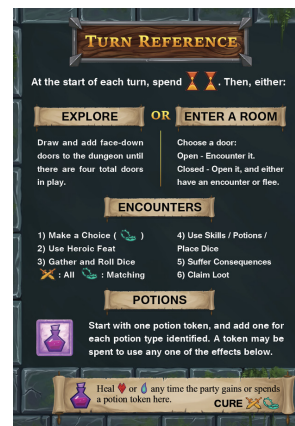 TURN REFERENCE
At the start of each turn, spend . Then, either:
EXPLORE OR ENTER A ROOM
Draw and add face-down
doors to the dungeon until
there are four total doors
in play.
Choose a door:
Open - Encounter it.
Closed - Open it, and either
have an encounter or flee.
ENCOUNTERS
1) Make a Choice ( )
2) Use Heroic Feat
3) Gather and Roll Dice
: All : Matching
4) Use Skills / Potions /
Place Dice
5) Suffer Consequences
6) Claim Loot
POTIONS
Start with one potion token, and add one for
each potion type identified. A token may be
spent to use any one of the effects below.
Heal or any time the party gains or spends
a potion token here.
CURE